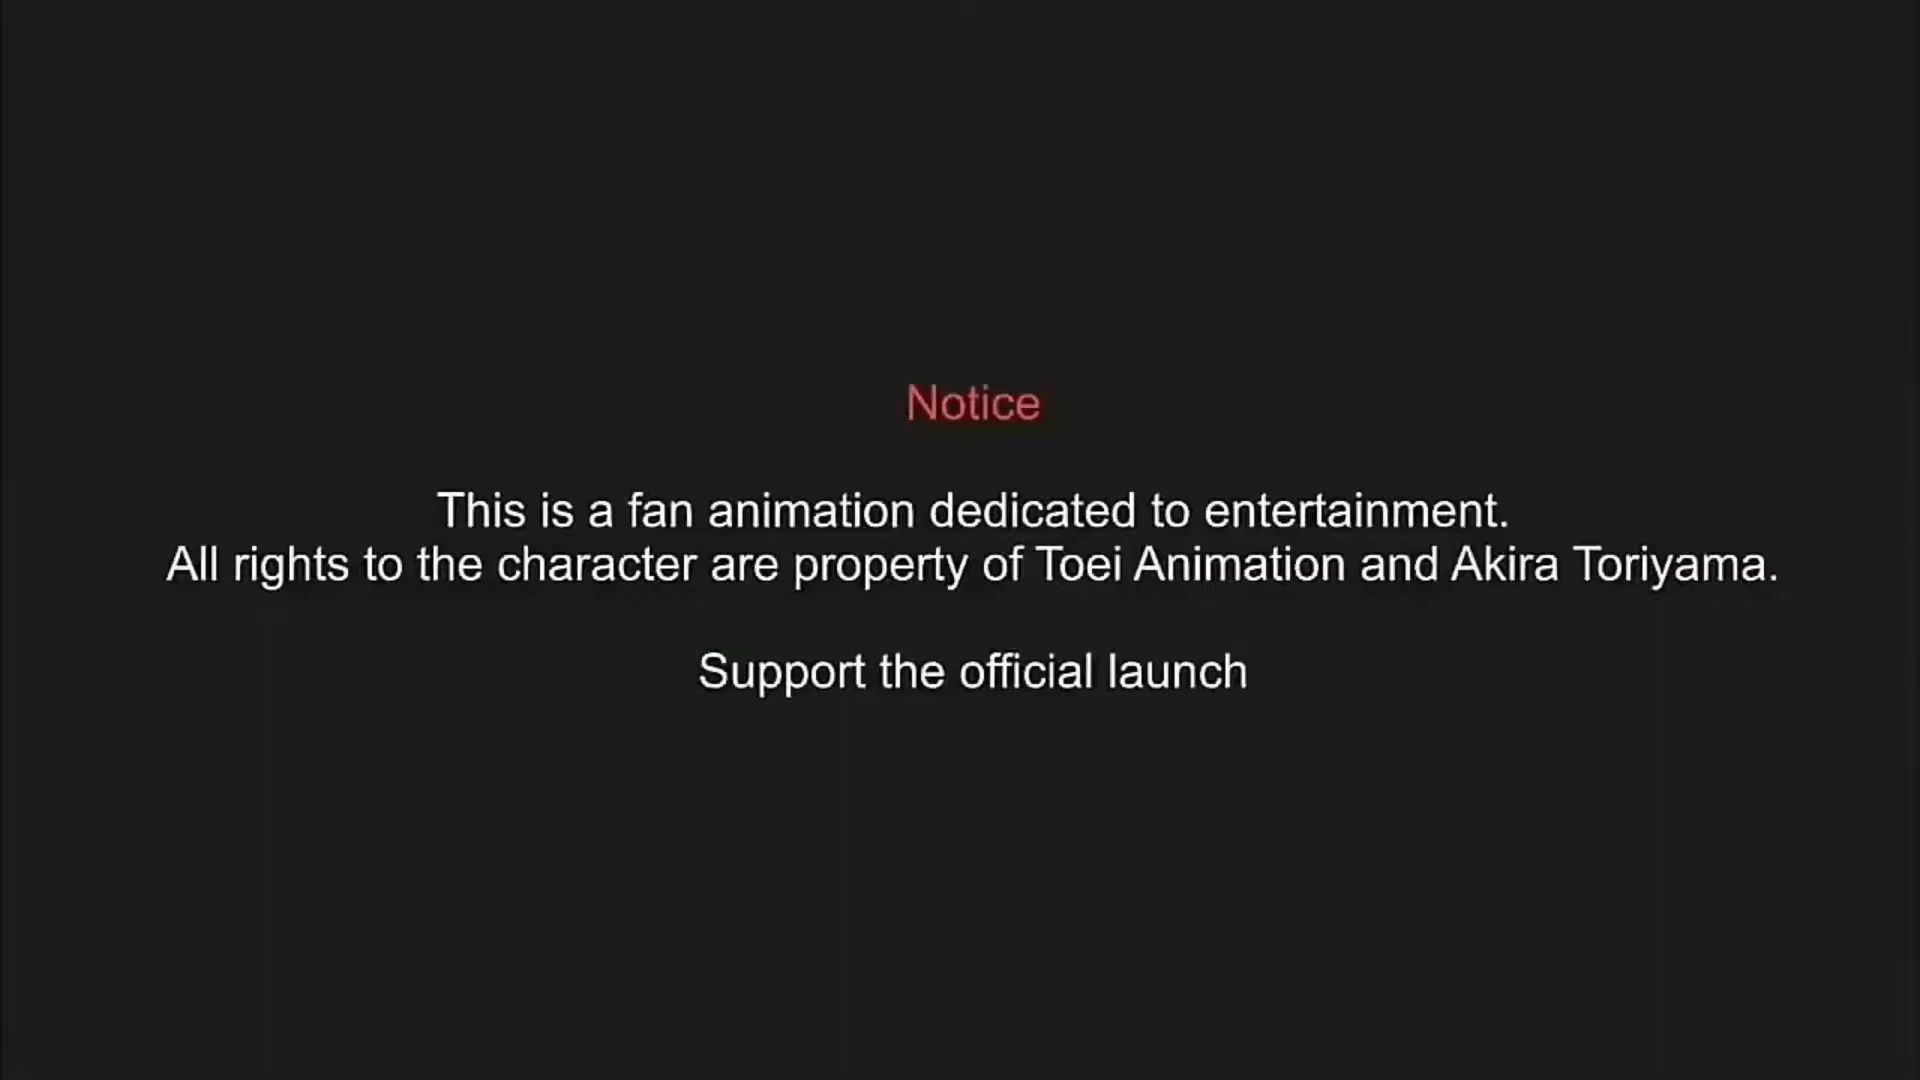 Notice
This is a fan animation dedicated to entertainment.
All rights to the character are property of Toei Animation and Akira Toriyama.
Support the official launch